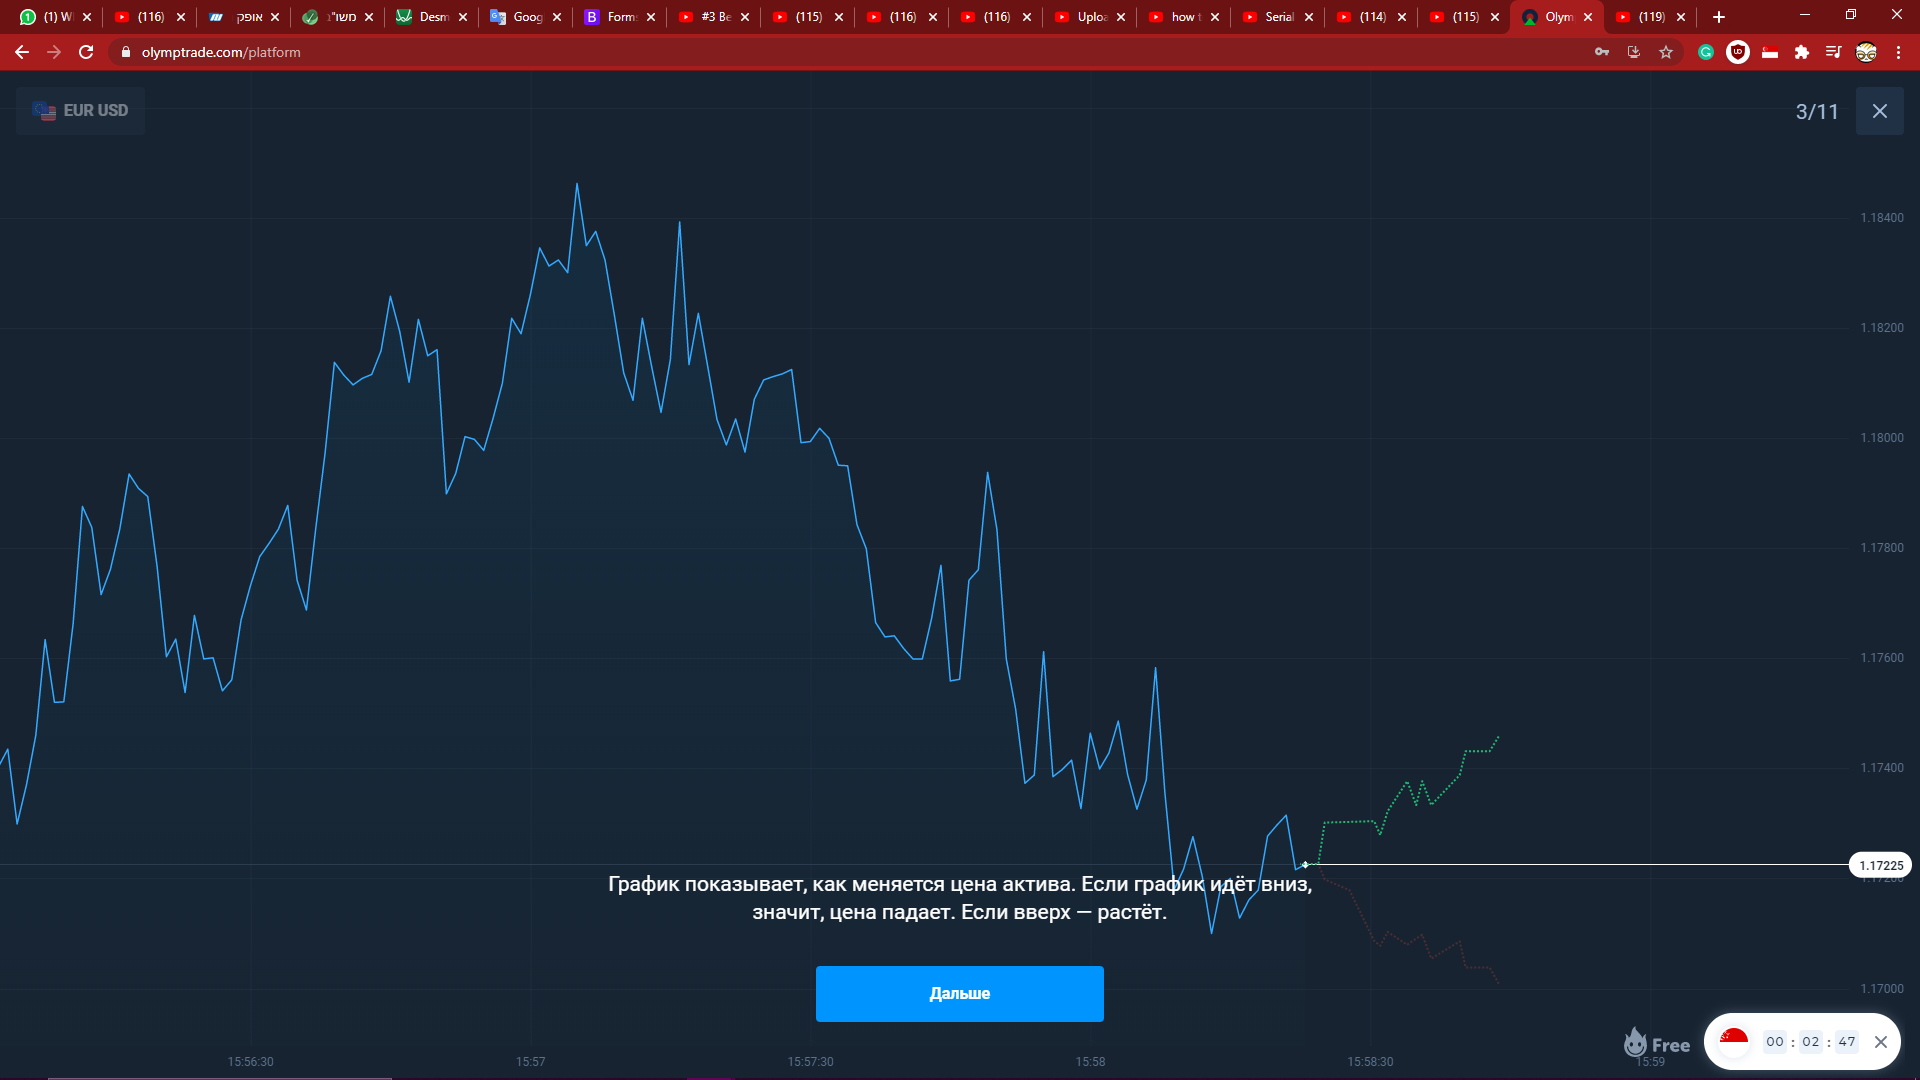 (1) W
(116)
אופק
משו"ב
Desm
Goog
Form
#3 Be
(115)
(116)
(116)
Uploa
how t
Serial
(114)
(115)
Olym
(119)
olymptrade.com/platform
EUR USD
3/11
1.18400
1.18200
1.18000
1.17800
1.17600
1.17400
1.17225
1.17000
График показывает, как меняется цена актива. Если график идёт вниз,
значит, цена падает. Если вверх — растёт.
Дальше
Free
00 : 02 : 47
15:56:30
15:57
15:57:30
15:58
15:58:30
15:59